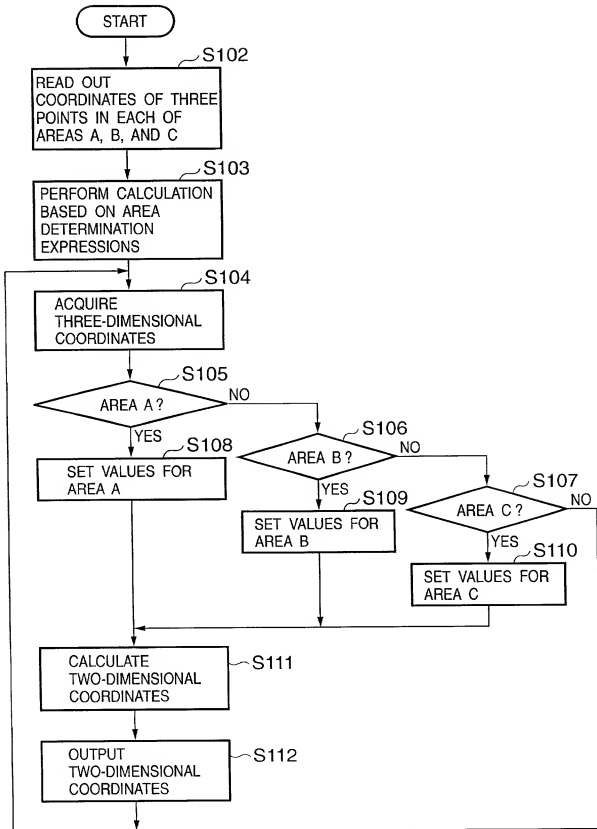 START
S102
READ OUT
COORDINATES OF THREE
POINTS IN EACH OF
AREAS A, B, AND C
S103
PERFORM CALCULATION
BASED ON AREA
DETERMINATION
EXPRESSIONS
S104
ACQUIRE
THREE-DIMENSIONAL
COORDINATES
S105
AREA A?
NO
YES
S106
AREA B?
NO
YES
S107
AREA C?
NO
YES
S108
SET VALUES FOR
AREA A
S109
SET VALUES FOR
AREA B
S110
SET VALUES FOR
AREA C
S111
CALCULATE
TWO-DIMENSIONAL
COORDINATES
S112
OUTPUT
TWO-DIMENSIONAL
COORDINATES